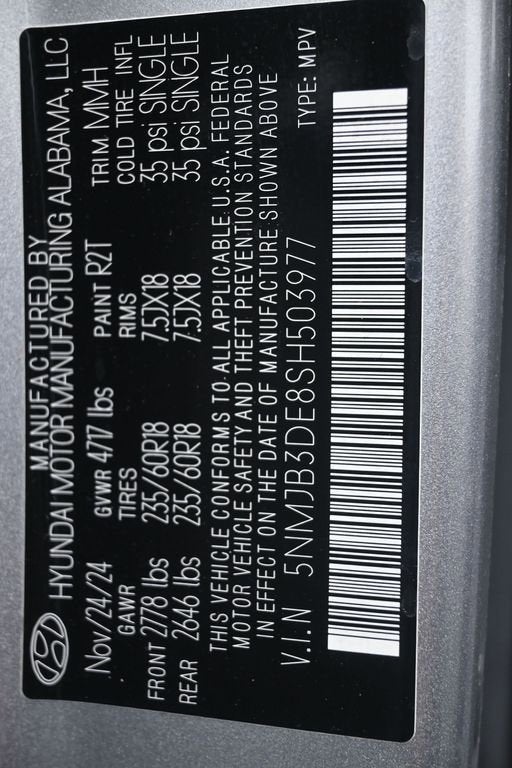 MANUFACTURED BY
HYUNDAI MOTOR MANUFACTURING ALABAMA, LLC
Nov/24/24 GVWR 4717 lbs PAINT R2T TRIM MMH
GAWR TIRES RIMS COLD TIRE INFL
FRONT 2778 lbs 235/60R18 7.5JX18 35 psi SINGLE
REAR 2646 lbs 235/60R18 7.5JX18 35 psi SINGLE
THIS VEHICLE CONFORMS TO ALL APPLICABLE U.S.A. FEDERAL
MOTOR VEHICLE SAFETY AND THEFT PREVENTION STANDARDS
IN EFFECT ON THE DATE OF MANUFACTURE SHOWN ABOVE
V.I.N 5NMJB3DE8SH503977 TYPE: MPV